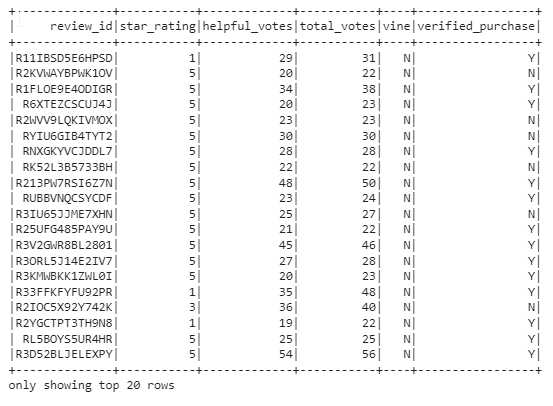 +--------------+-----------+-------------+-----------+----+-----------------+
|     review_id|star_rating|helpful_votes|total_votes|vine|verified_purchase|
+--------------+-----------+-------------+-----------+----+-----------------+
|R11IBSD5E6HPSD|          1|           29|         31|   N|                Y|
|R2KVWAYBPWK1OV|          5|           20|         22|   N|                N|
|R1FLOE9E4ODIGR|          5|           34|         38|   N|                Y|
| R6XTEZCSCUJ4J|          5|           20|         23|   N|                Y|
|R2WVV9LQKIVMOX|          5|           23|         23|   N|                N|
| RYIU6GIB4TYT2|          5|           30|         30|   N|                N|
| RNXGKYVCJDDL7|          5|           28|         28|   N|                Y|
| RK52L3B5733BH|          5|           22|         22|   N|                N|
|R213PW7RSI6Z7N|          5|           48|         50|   N|                Y|
| RUBBVNQCSYCDF|          5|           23|         24|   N|                Y|
|R3IU65JJME7XHN|          5|           25|         27|   N|                N|
|R25UFG485PAY9U|          5|           21|         22|   N|                Y|
|R3V2GWR8BL2801|          5|           45|         46|   N|                Y|
|R3ORL5J14E2IV7|          5|           27|         28|   N|                Y|
|R3KMWBKK1ZWL0I|          5|           20|         23|   N|                Y|
|R33FFKFYFU92PR|          1|           35|         48|   N|                Y|
|R2IOC5X92Y742K|          3|           36|         40|   N|                N|
|R2YGCTPT3TH9N8|          1|           19|         22|   N|                Y|
| RL5BOYS5UR4HR|          5|           25|         25|   N|                Y|
|R3D52BLJELEXPY|          5|           54|         56|   N|                Y|
+--------------+-----------+-------------+-----------+----+-----------------+
only showing top 20 rows